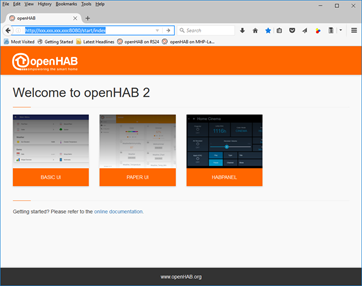 File Edit View History Bookmarks Tools Help
openHAB
http://xxx.xxx.xxx.xxx:8080/start/index
Search
Most Visited Getting Started Latest Headlines openHAB on RS24 openHAB on MHP-La...
openHAB
empowering the smart home
Welcome to openHAB 2
Home Cinema
BASIC UI PAPER UI HABPANEL
Getting started? Please refer to the online documentation.
www.openHAB.org